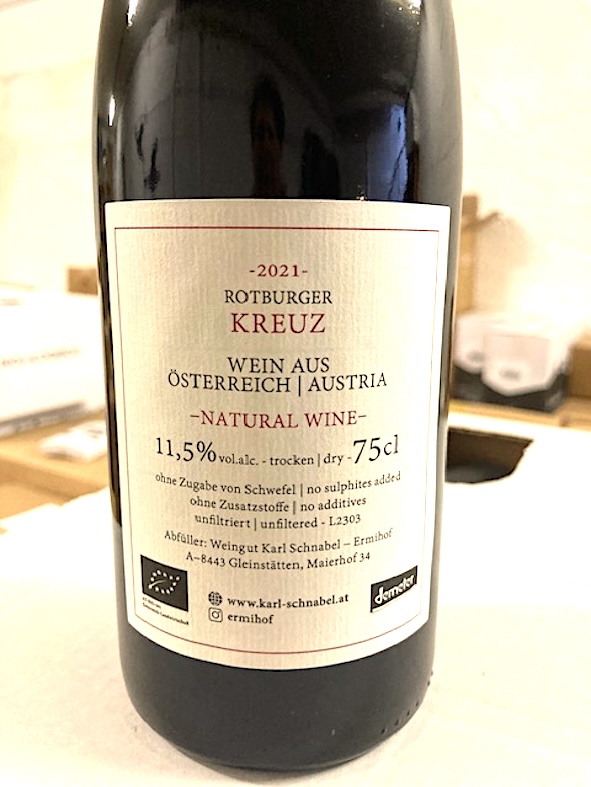 -2021-
ROTBURGER
KREUZ
WEIN AUS
ÖSTERREICH | AUSTRIA
–NATURAL WINE–
11,5% vol.alc. - trocken | dry - 75cl
ohne Zugabe von Schwefel | no sulphites added
ohne Zusatzstoffe | no additives
unfiltriert | unfiltered - L2303
Abfüller: Weingut Karl Schnabel – Ermihof
A–8443 Gleinstätten, Maierhof 34
www.karl-schnabel.at
ermihof
demeter